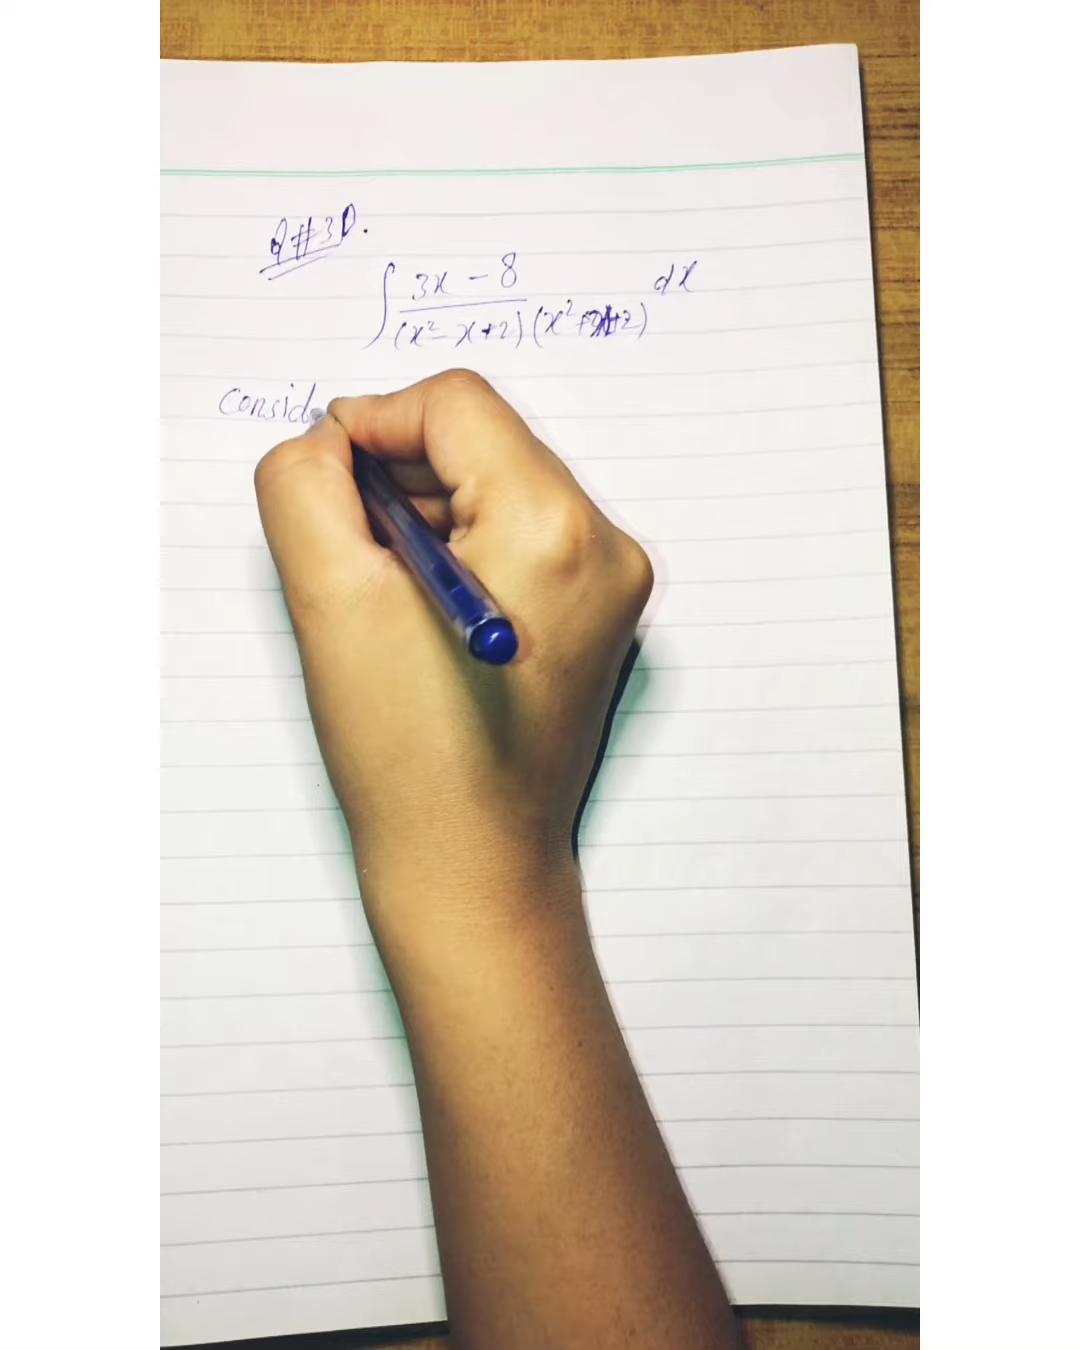 Q#30.
∫ 3x - 8 / (x² - x + 2)(x² + x + 2) dx
Consid